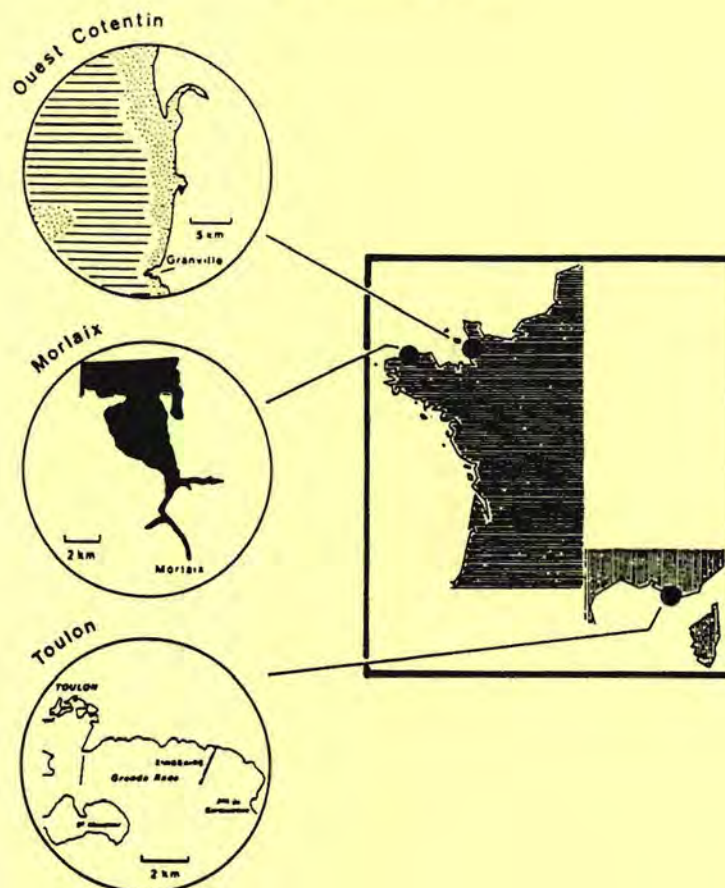 Ouest Cotentin
5 km
Granville
Morlaix
2 km
Morlaix
Toulon
TOULON
Grande Rade
2 km